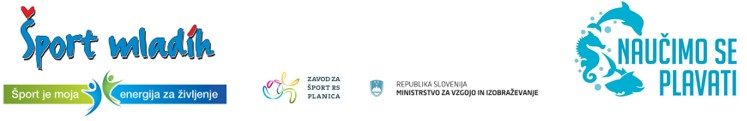 Šport mladih
Šport je moja energija za življenje
ZAVOD ZA
ŠPORT RS
PLANICA
REPUBLIKA SLOVENIJA
MINISTRSTVO ZA VZGOJO IN IZOBRAŽEVANJE
NAUČIMO SE
PLAVATI